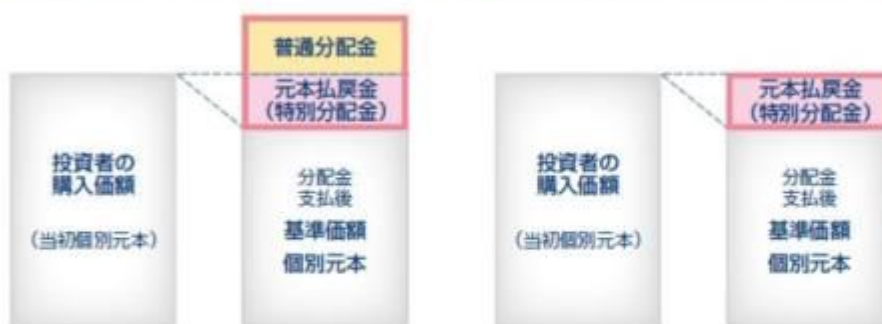 普通分配金
元本払戻金
(特別分配金)
投資者の
購入価額
(当初個別元本)
分配金
支払後
基準価額
個別元本
元本払戻金
(特別分配金)
投資者の
購入価額
(当初個別元本)
分配金
支払後
基準価額
個別元本